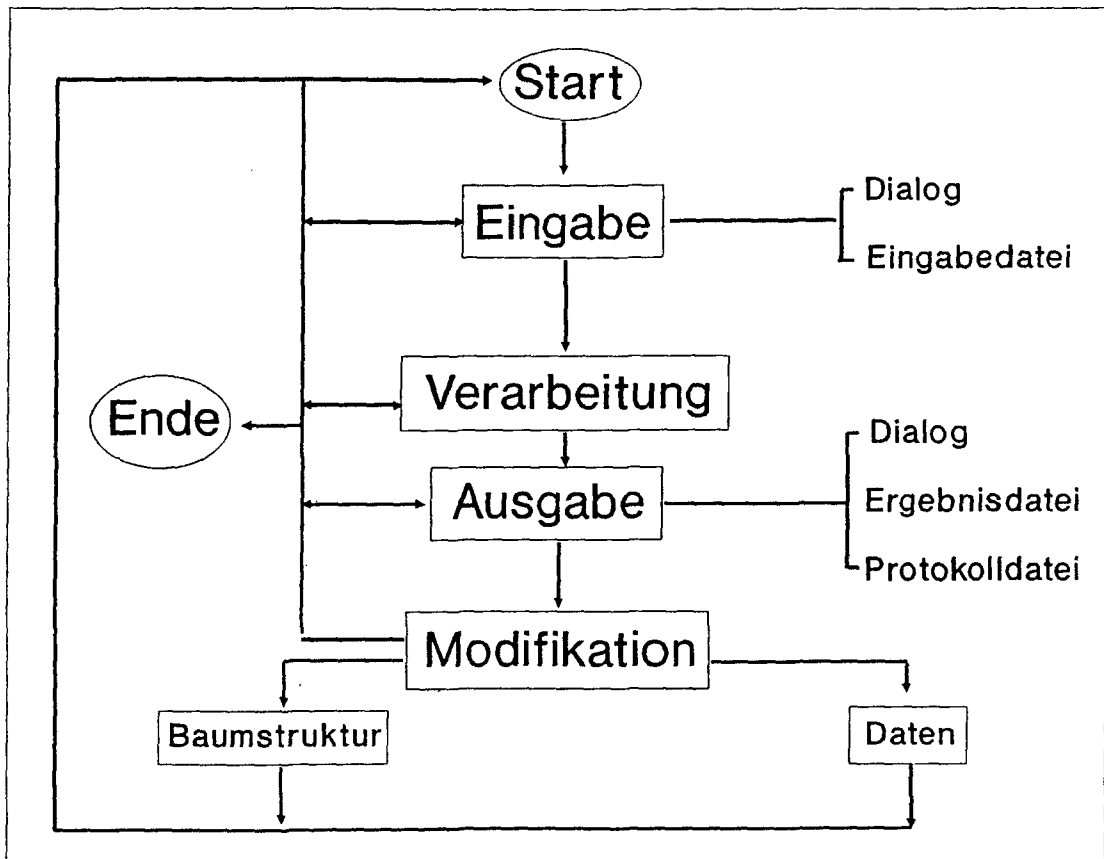 Start
Eingabe
Dialog
Eingabedatei
Verarbeitung
Ende
Ausgabe
Dialog
Ergebnisdatei
Protokolldatei
Modifikation
Baumstruktur
Daten